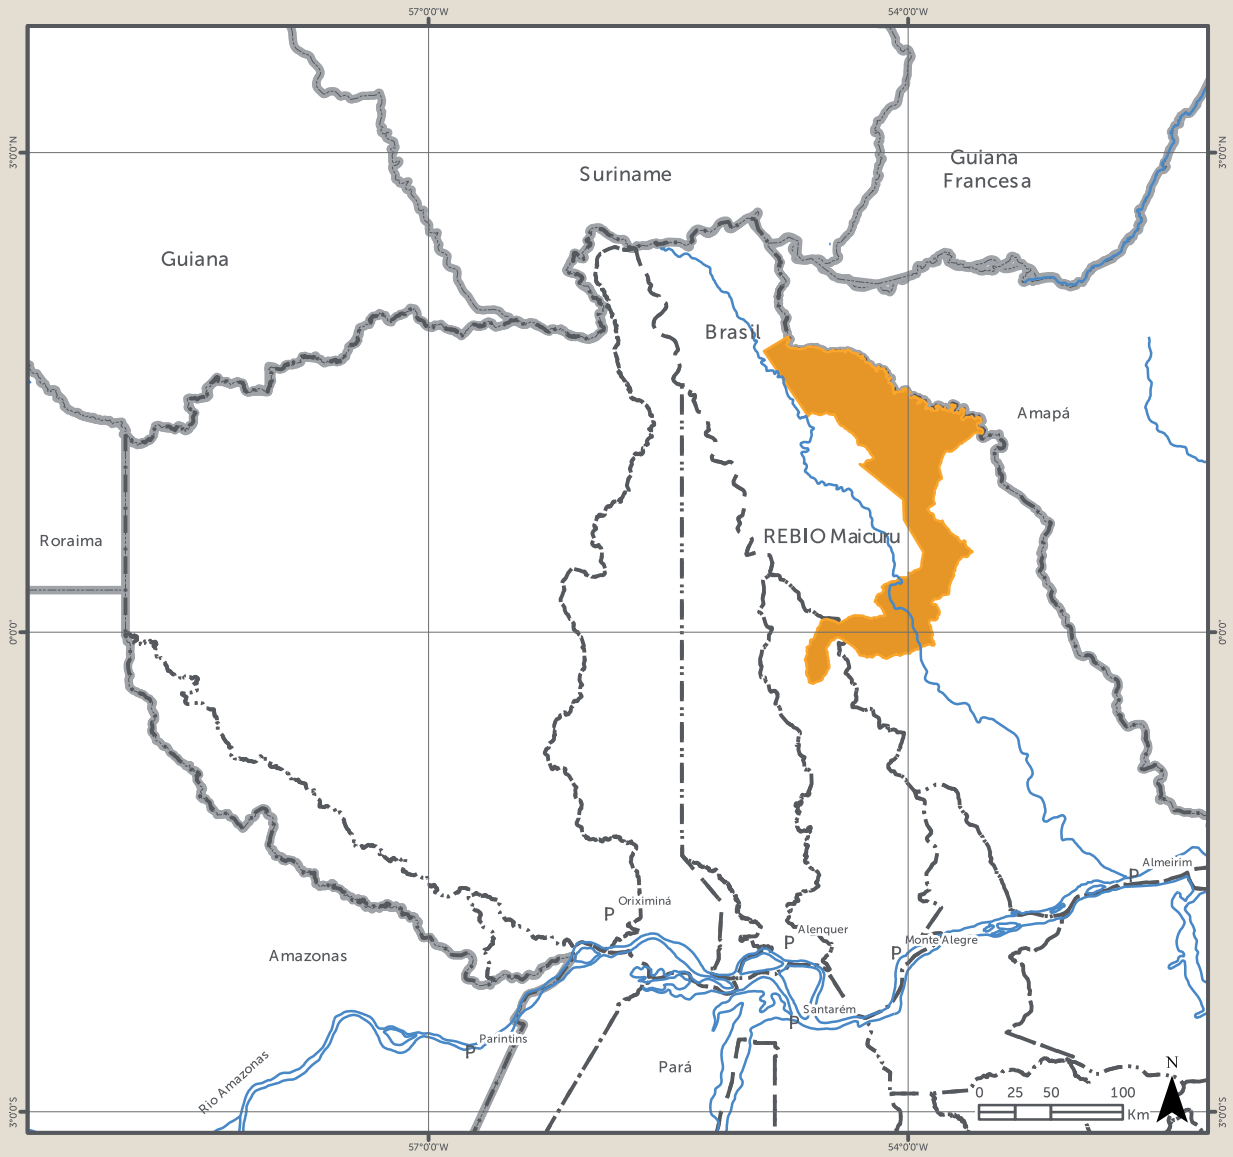 57°0'0"W
54°0'0"W
3°0'0"N
3°0'0"N
Guiana
Francesa
Suriname
Guiana
Brasil
Amapá
Roraima
REBIO Maicuru
0°0'0"
0°0'0"
Almeirim
P
Oriximiná
P
Alenquer
P
Monte Alegre
P
Amazonas
Santarém
P
Parintins
P
Pará
Rio Amazonas
N
0 25 50 100
Km
3°0'0"S
3°0'0"S
57°0'0"W
54°0'0"W